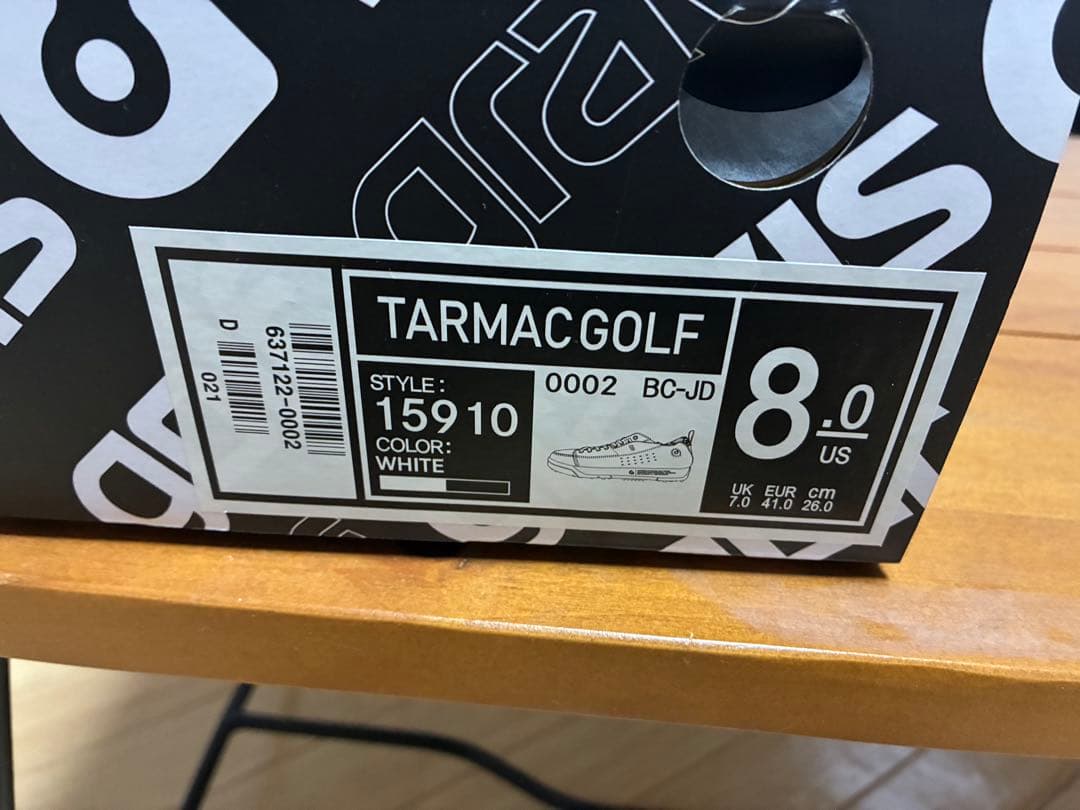 TARMAC GOLF
STYLE:
15910
COLOR:
WHITE
0002 BC-JD
8.0
US
UK EUR cm
7.0 41.0 26.0
637122-0002
D
021